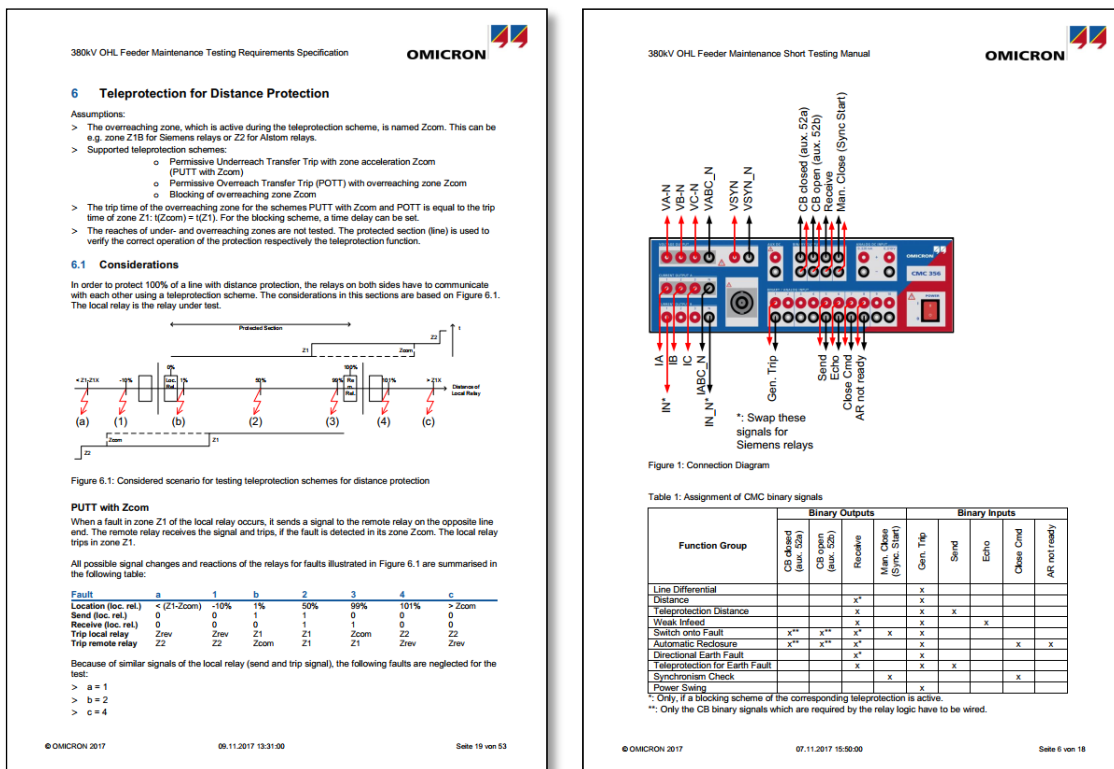 380kV OHL Feeder Maintenance Testing Requirements Specification
OMICRON
6 Teleprotection for Distance Protection
Assumptions:
> The overreaching zone, which is active during the teleprotection scheme, is named Zcom. This can be
e.g. zone Z1B for Siemens relays or Z2 for Alstom relays.
> Supported teleprotection schemes:
o Permissive Underreach Transfer Trip with zone acceleration Zcom
(PUTT with Zcom)
o Permissive Overreach Transfer Trip (POTT) with overreaching zone Zcom
o Blocking of overreaching zone Zcom
> The trip time of the overreaching zone for the schemes PUTT with Zcom and POTT is equal to the trip
time of zone Z1: t(Zcom) = t(Z1). For the blocking scheme, a time delay can be set.
> The reaches of under- and overreaching zones are not tested. The protected section (line) is used to
verify the correct operation of the protection respectively the teleprotection function.
6.1 Considerations
In order to protect 100% of a line with distance protection, the relays on both sides have to communicate
with each other using a teleprotection scheme. The considerations in this sections are based on Figure 6.1.
The local relay is the relay under test.
Protected Section
Z2 t
Z1 Zcom
0% 100%
< Z1-Z1X -10% Loc. Rel. 1% 50% 99% Re m. Rel. 101% > Z1X Distance of Local Relay
(a) (1) (b) (2) (3) (4) (c)
Zcom Z1
Z2
Figure 6.1: Considered scenario for testing teleprotection schemes for distance protection
PUTT with Zcom
When a fault in zone Z1 of the local relay occurs, it sends a signal to the remote relay on the opposite line
end. The remote relay receives the signal and trips, if the fault is detected in its zone Zcom. The local relay
trips in zone Z1.
All possible signal changes and reactions of the relays for faults illustrated in Figure 6.1 are summarised in
the following table:
Fault a 1 b 2 3 4 c
Location (loc. rel.) < (Z1-Zcom) -10% 1% 50% 99% 101% > Zcom
Send (loc. rel.) 0 0 1 1 0 0 0
Receive (loc. rel.) 0 0 0 1 1 0 0
Trip local relay Zrev Zrev Z1 Z1 Zcom Z2 Z2
Trip remote relay Z2 Z2 Zcom Z1 Z1 Zrev Zrev
Because of similar signals of the local relay (send and trip signal), the following faults are neglected for the
test:
> a = 1
> b = 2
> c = 4
© OMICRON 2017 09.11.2017 13:31:00 Seite 19 von 53
380kV OHL Feeder Maintenance Short Testing Manual
OMICRON
VA-N
VB-N
VC-N
VABC_N
VSYN
VSYN_N
CB closed (aux. 52a)
CB open (aux. 52b)
Receive
Man. Close (Sync Start)
OMICRON
CMC 356
POWER
IA
IN*
IB
IC
IABC_N
IN_N*
Gen. Trip
Send
Echo
Close Cmd
AR not ready
*: Swap these
signals for
Siemens relays
Figure 1: Connection Diagram
Table 1: Assignment of CMC binary signals
Function Group Binary Outputs Binary Inputs
CB closed (aux. 52a) CB open (aux. 52b) Receive Man. Close (Sync. Start) Gen. Trip Send Echo Close Cmd AR not ready
Line Differential x
Distance x* x
Teleprotection Distance x x x
Weak Infeed x x x
Switch onto Fault x** x** x* x x
Automatic Reclosure x** x** x* x x x
Directional Earth Fault x* x
Teleprotection for Earth Fault x x x
Synchronism Check x x
Power Swing x
*: Only, if a blocking scheme of the corresponding teleprotection is active.
**: Only the CB binary signals which are required by the relay logic have to be wired.
© OMICRON 2017 07.11.2017 15:50:00 Seite 6 von 18